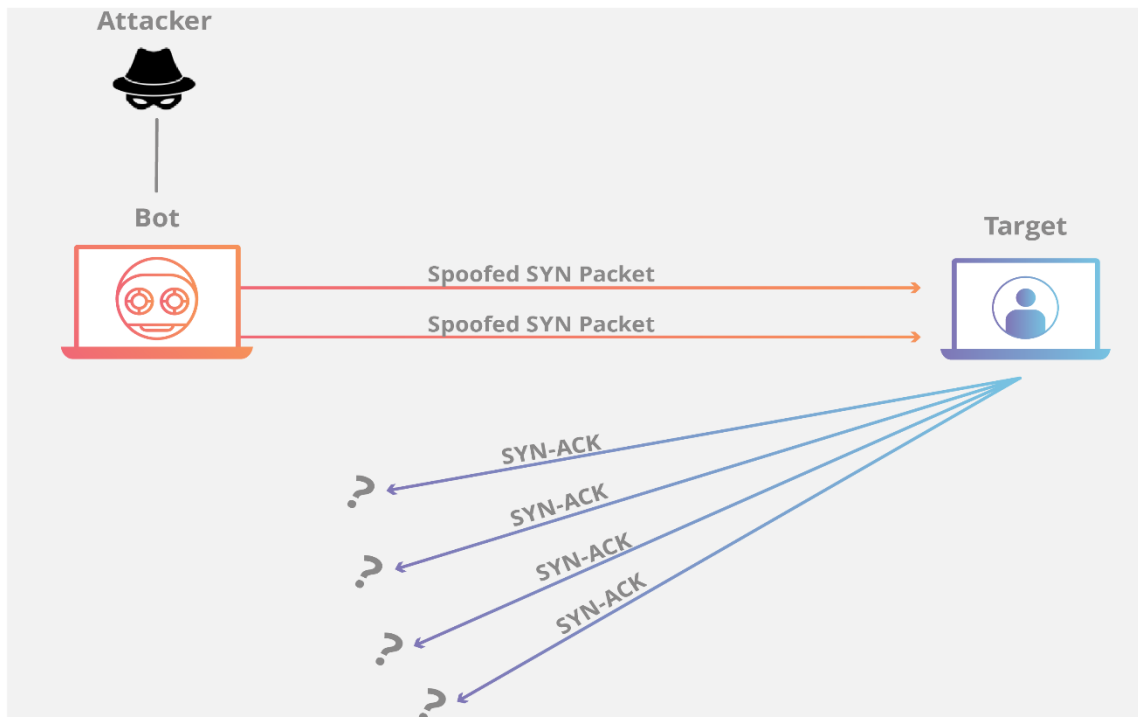 Attacker
Bot
Target
Spoofed SYN Packet
Spoofed SYN Packet
SYN-ACK
?
SYN-ACK
?
SYN-ACK
?
SYN-ACK
?